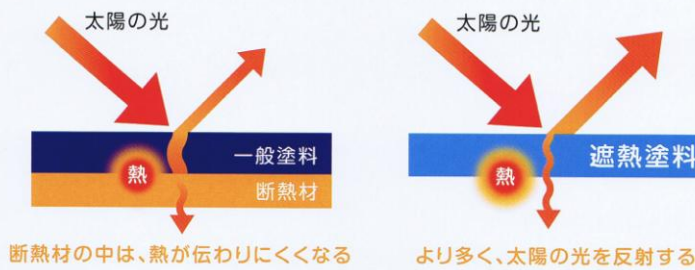 太陽の光
熱
一般塗料
断熱材
断熱材の中は、熱が伝わりにくくなる
太陽の光
熱
遮熱塗料
より多く、太陽の光を反射する